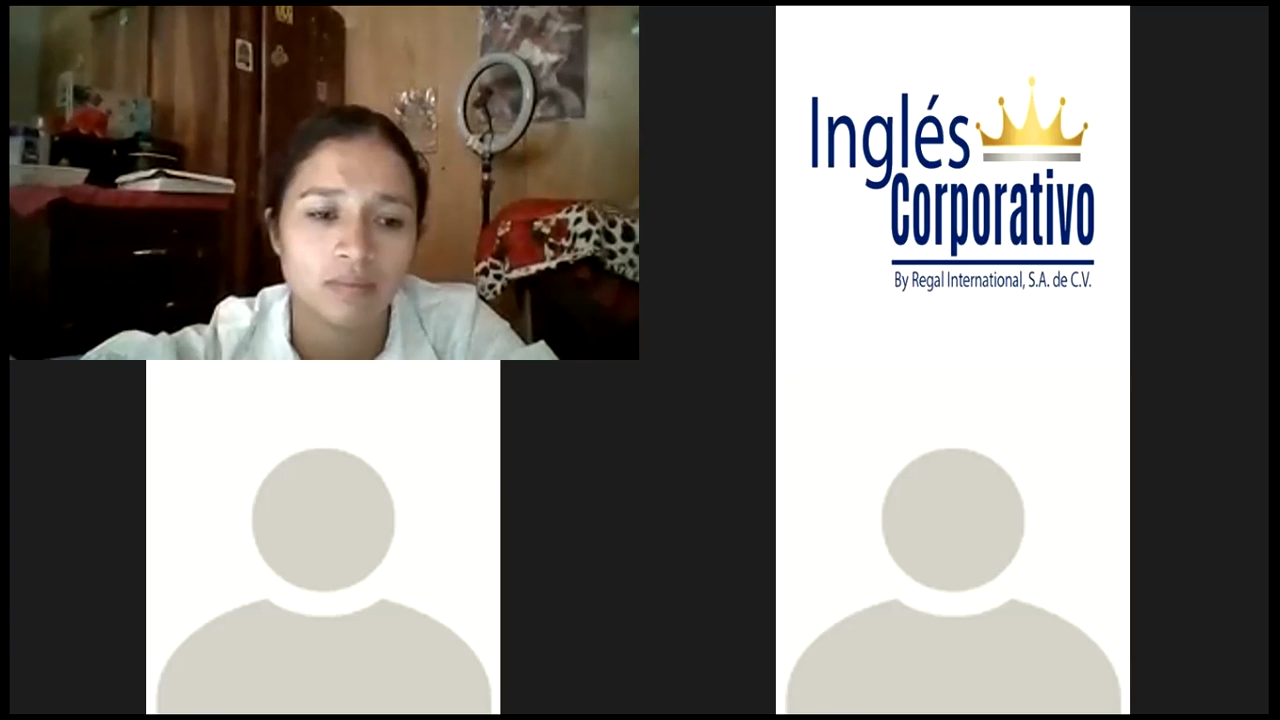 Inglés
Corporativo
By Regal International, S.A. de C.V.